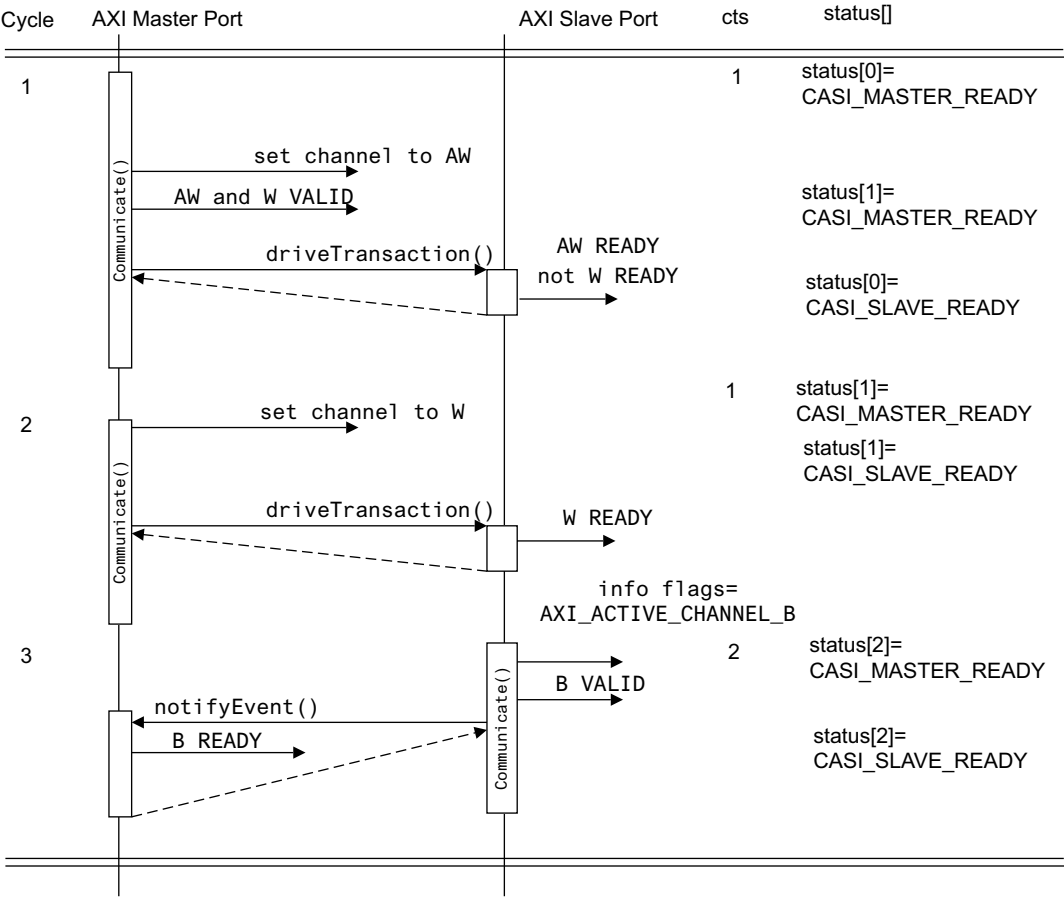 Cycle AXI Master Port AXI Slave Port cts status[]
1 1 status[0]=
CASI_MASTER_READY
set channel to AW
AW and W VALID status[1]=
CASI_MASTER_READY
Communicate()
driveTransaction() AW READY
not W READY status[0]=
CASI_SLAVE_READY
2 1 status[1]=
CASI_MASTER_READY
set channel to W
status[1]=
CASI_SLAVE_READY
Communicate()
driveTransaction() W READY
info flags=
AXI_ACTIVE_CHANNEL_B
3 2 status[2]=
CASI_MASTER_READY
B VALID
Communicate()
notifyEvent()
B READY status[2]=
CASI_SLAVE_READY